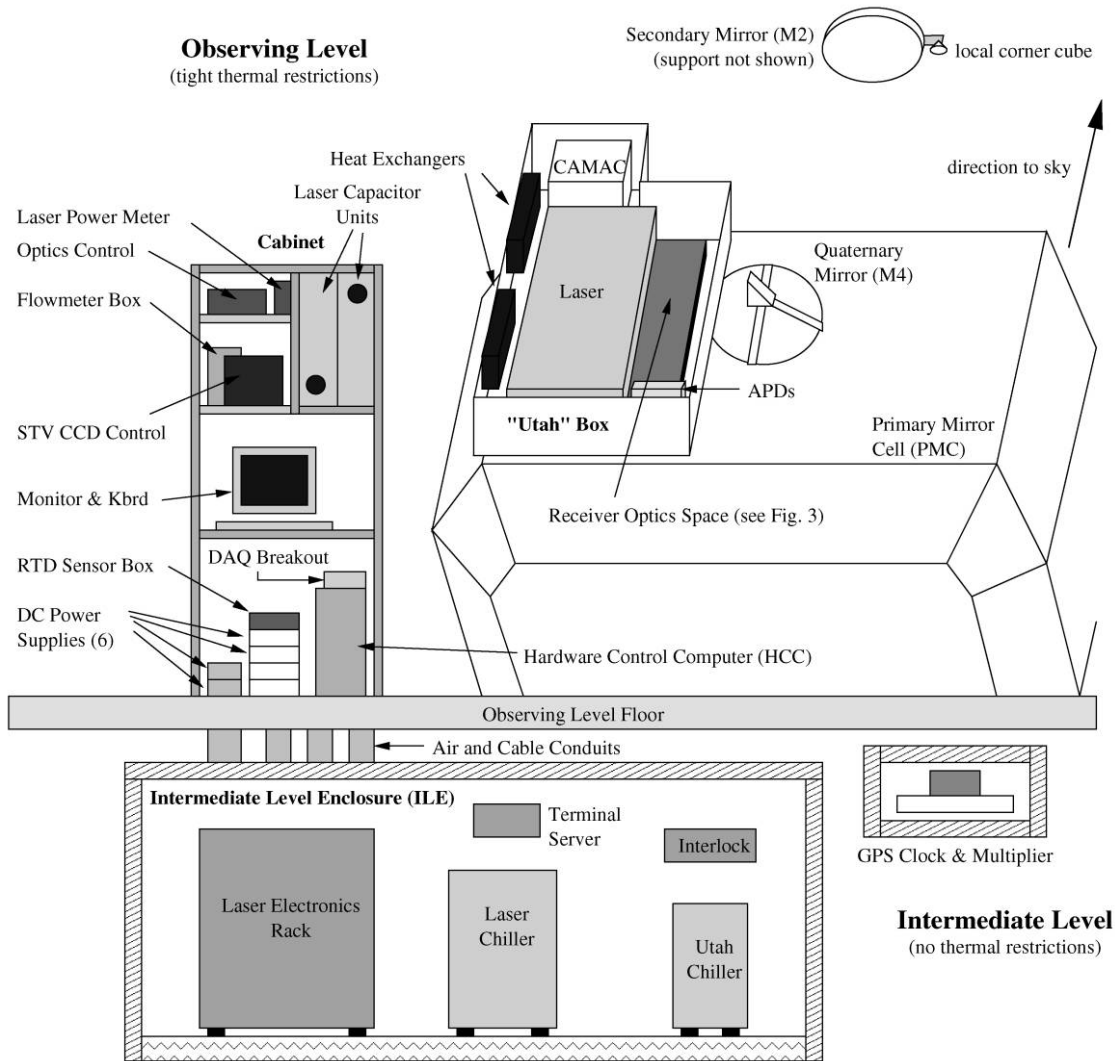 Observing Level
(tight thermal restrictions)
Secondary Mirror (M2)
(support not shown)
local corner cube
direction to sky
Heat Exchangers
Laser Capacitor
Units
CAMAC
Laser Power Meter
Optics Control
Cabinet
Flowmeter Box
Laser
Quaternary
Mirror (M4)
APDs
STV CCD Control
"Utah" Box
Primary Mirror
Cell (PMC)
Monitor & Kbrd
Receiver Optics Space (see Fig. 3)
DAQ Breakout
RTD Sensor Box
DC Power
Supplies (6)
Hardware Control Computer (HCC)
Observing Level Floor
Air and Cable Conduits
Intermediate Level Enclosure (ILE)
Terminal
Server
Interlock
GPS Clock & Multiplier
Laser Electronics
Rack
Laser
Chiller
Utah
Chiller
Intermediate Level
(no thermal restrictions)